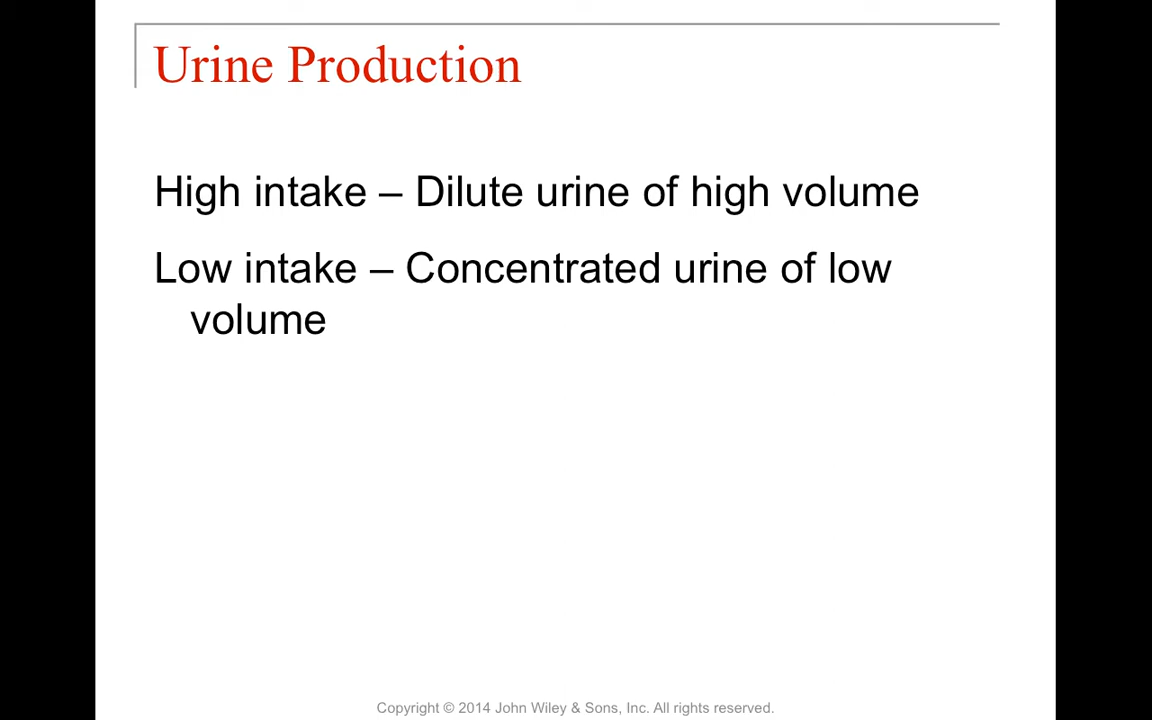 Urine Production
High intake – Dilute urine of high volume
Low intake – Concentrated urine of low
volume
Copyright © 2014 John Wiley & Sons, Inc. All rights reserved.